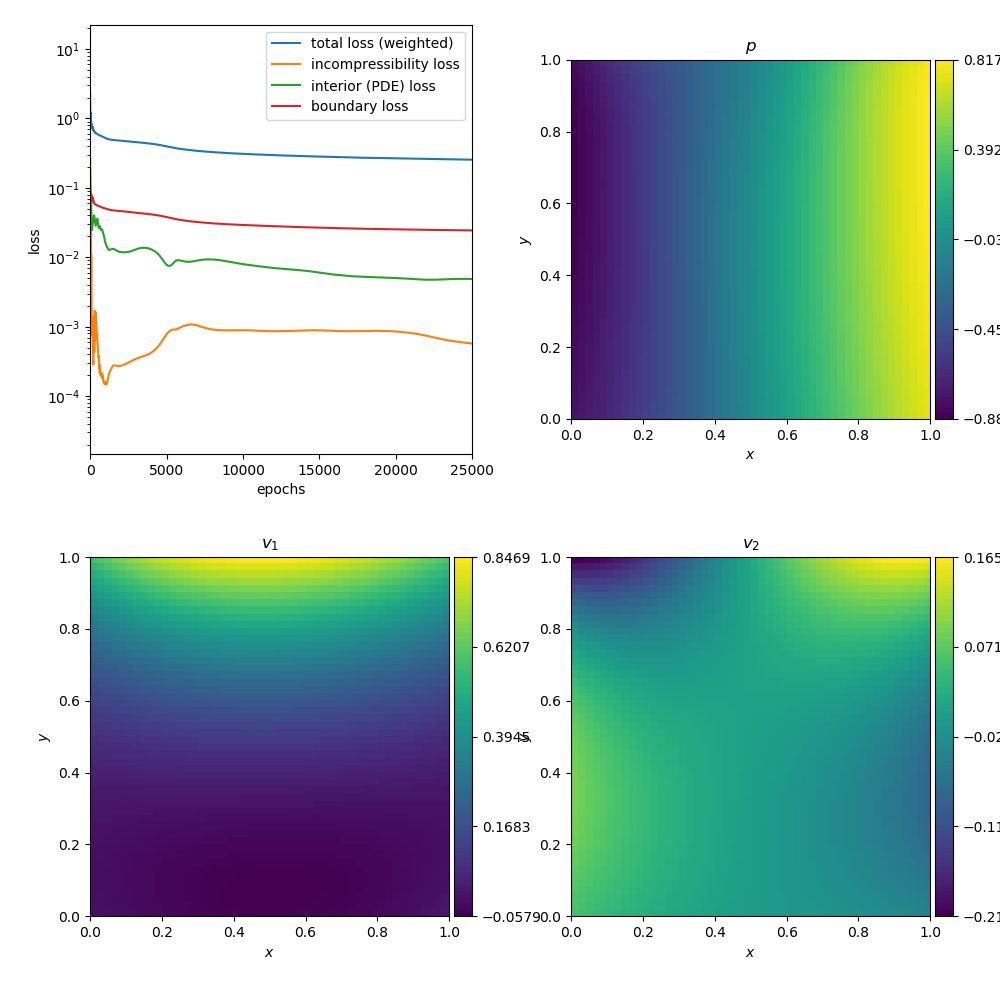 total loss (weighted)
incompressibility loss
interior (PDE) loss
boundary loss
10^1
10^0
10^{-1}
10^{-2}
10^{-3}
10^{-4}
loss
0 5000 10000 15000 20000 25000
epochs
p
1.0
0.8
0.6
0.4
0.2
0.0
y
0.0 0.2 0.4 0.6 0.8 1.0
x
0.817
0.392
−0.03
−0.45
−0.88
v_1
1.0
0.8
0.6
0.4
0.2
0.0
y
0.0 0.2 0.4 0.6 0.8 1.0
x
0.8469
0.6207
0.3945
0.1683
−0.0579
v_2
1.0
0.8
0.6
0.4
0.2
0.0
y
0.0 0.2 0.4 0.6 0.8 1.0
x
0.165
0.071
−0.02
−0.11
−0.21